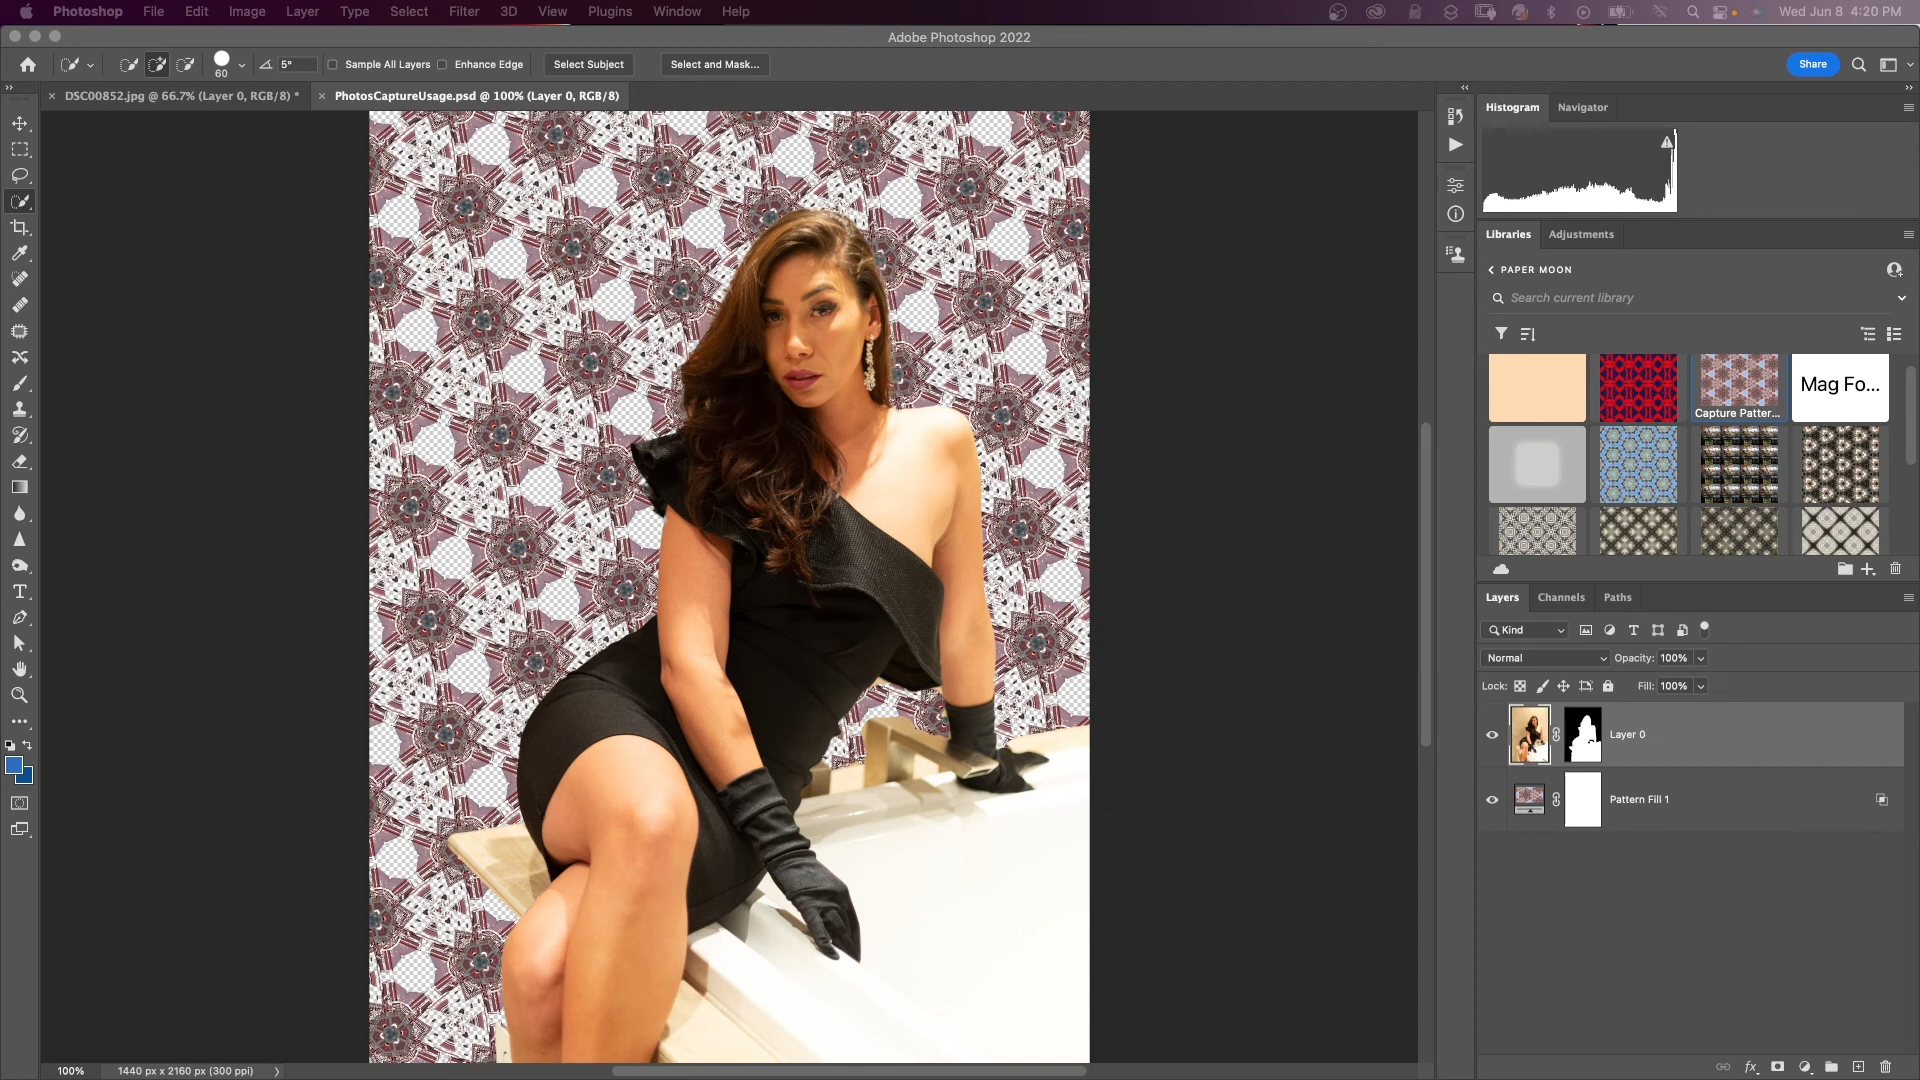 Photoshop File Edit Image Layer Type Select Filter 3D View Plugins Window Help Wed Jun 8 4:20 PM
Adobe Photoshop 2022
60 5° Sample All Layers Enhance Edge Select Subject Select and Mask... Share
DSC00852.jpg @ 66.7% (Layer 0, RGB/8) * PhotosCaptureUsage.psd @ 100% (Layer 0, RGB/8)
Histogram Navigator
Libraries Adjustments
PAPER MOON
Search current library
Mag Fo...
Capture Patter...
Layers Channels Paths
Kind
Normal Opacity: 100%
Lock: Fill: 100%
Layer 0
Pattern Fill 1
fx
100% 1440 px x 2160 px (300 ppi)